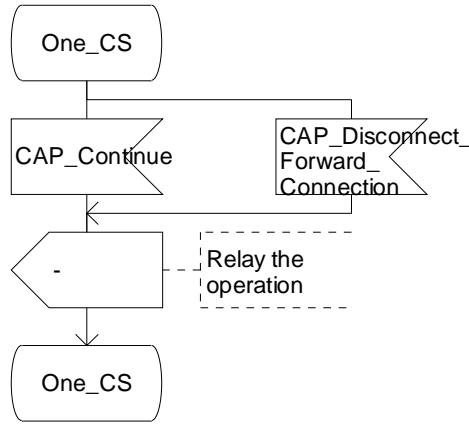 One_CS
CAP_Continue
CAP_Disconnect_
Forward_
Connection
-
Relay the
operation
One_CS